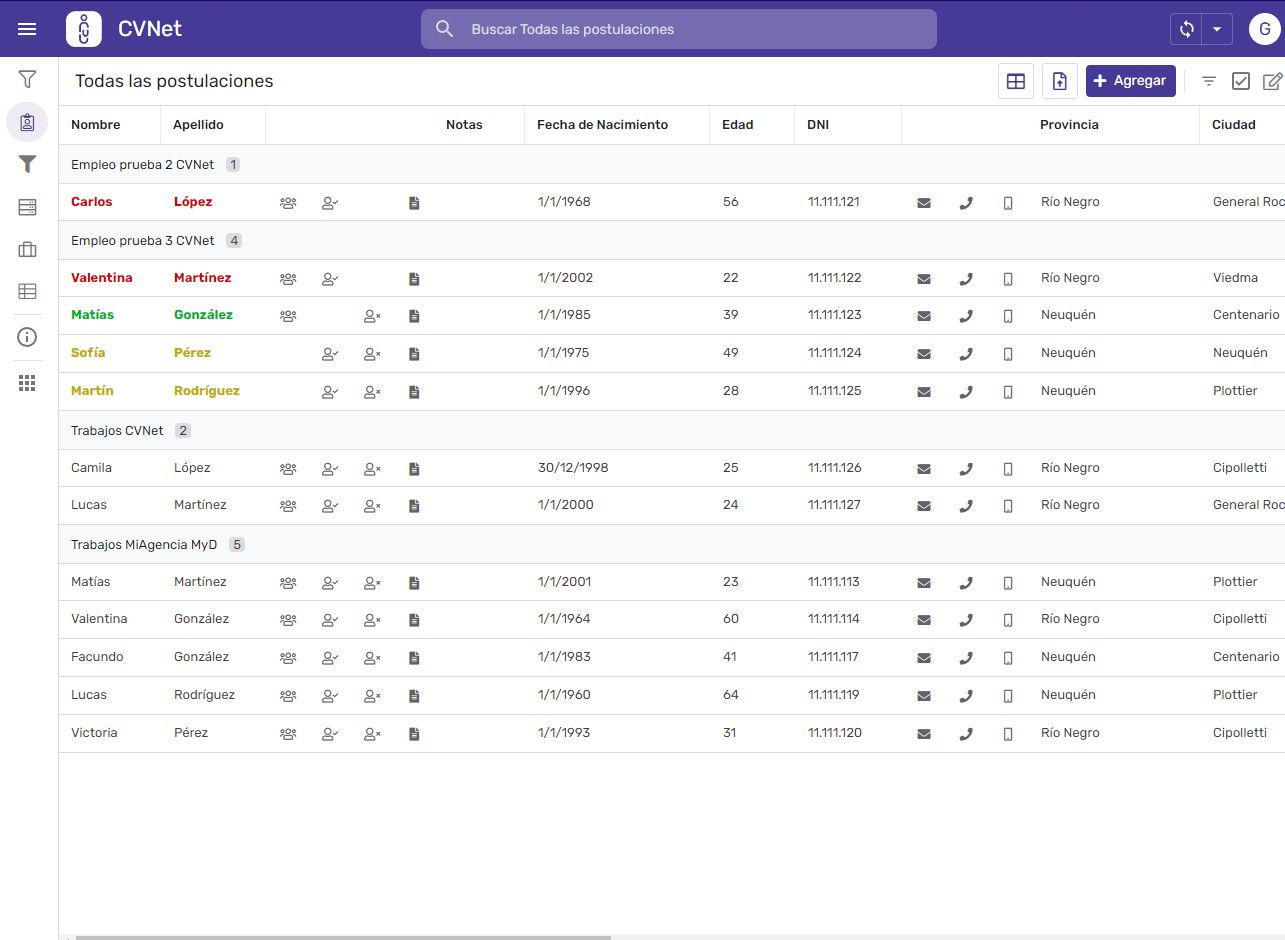 CVNet
Buscar Todas las postulaciones
G
Todas las postulaciones
Agregar
Nombre Apellido Notas Fecha de Nacimiento Edad DNI Provincia Ciudad
Empleo prueba 2 CVNet 1
Carlos López 1/1/1968 56 11.111.121 Río Negro General Roc
Empleo prueba 3 CVNet 4
Valentina Martínez 1/1/2002 22 11.111.122 Río Negro Viedma
Matías González 1/1/1985 39 11.111.123 Neuquén Centenario
Sofía Pérez 1/1/1975 49 11.111.124 Neuquén Neuquén
Martín Rodríguez 1/1/1996 28 11.111.125 Neuquén Plottier
Trabajos CVNet 2
Camila López 30/12/1998 25 11.111.126 Río Negro Cipolletti
Lucas Martínez 1/1/2000 24 11.111.127 Río Negro General Roc
Trabajos MiAgencia MyD 5
Matías Martínez 1/1/2001 23 11.111.113 Neuquén Plottier
Valentina González 1/1/1964 60 11.111.114 Río Negro Cipolletti
Facundo González 1/1/1983 41 11.111.117 Neuquén Centenario
Lucas Rodríguez 1/1/1960 64 11.111.119 Neuquén Plottier
Victoria Pérez 1/1/1993 31 11.111.120 Río Negro Cipolletti